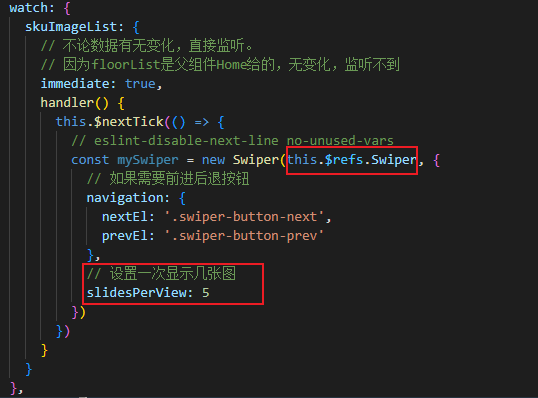 watch: {
skuImageList: {
// 不论数据有无变化，直接监听。
// 因为floorList是父组件Home给的，无变化，监听不到
immediate: true,
handler() {
this.$nextTick(() => {
// eslint-disable-next-line no-unused-vars
const mySwiper = new Swiper(this.$refs.Swiper, {
// 如果需要前进后退按钮
navigation: {
nextEl: '.swiper-button-next',
prevEl: '.swiper-button-prev'
},
// 设置一次显示几张图
slidesPerView: 5
})
})
}
}
},